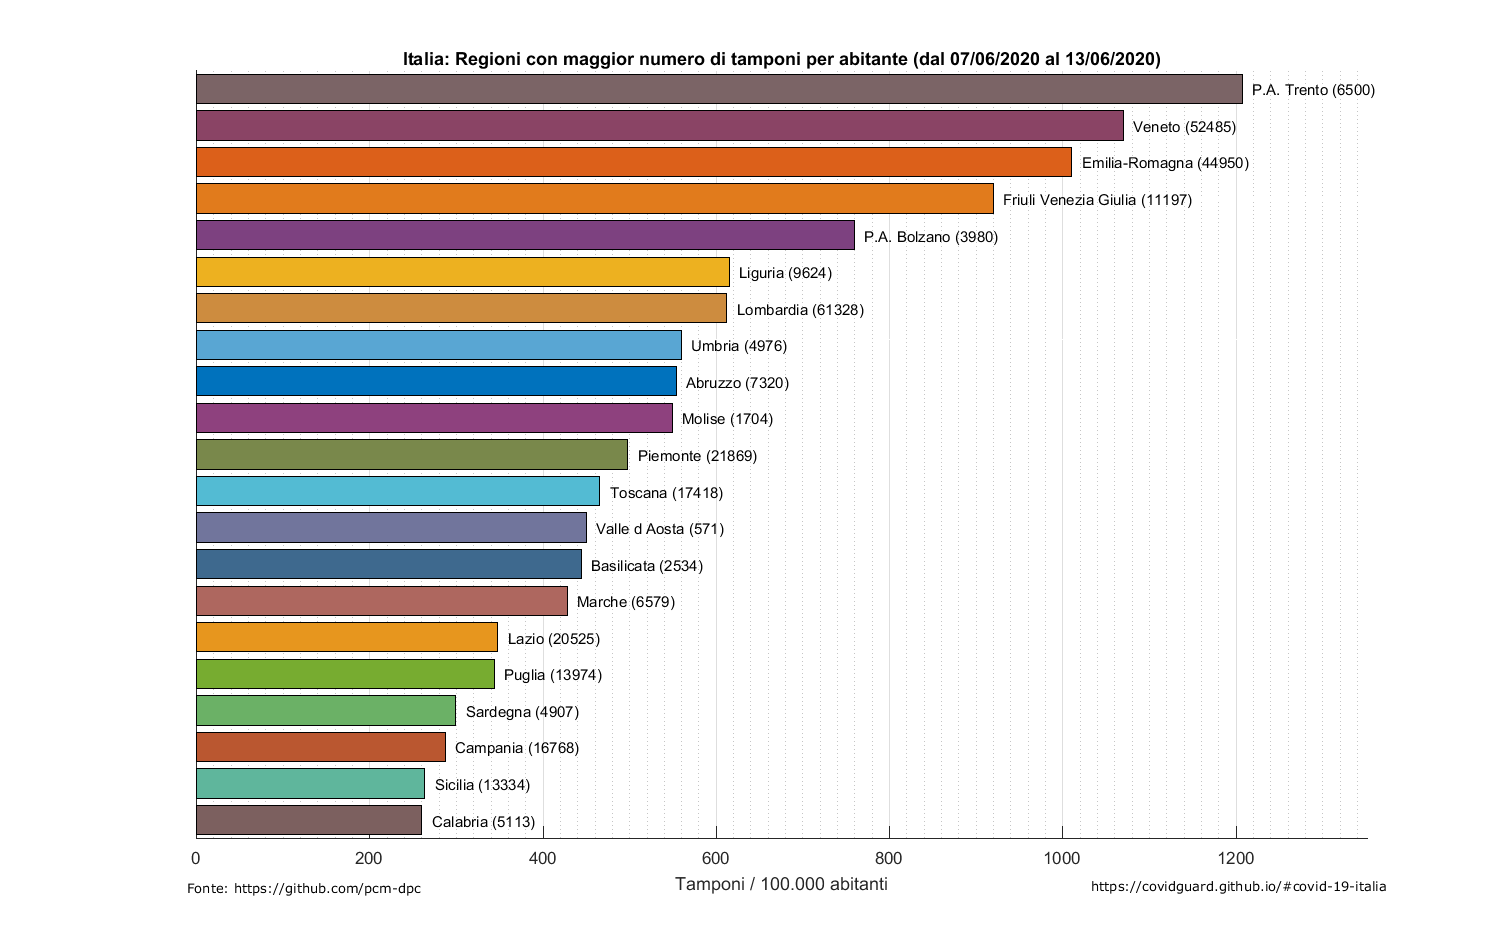 Italia: Regioni con maggior numero di tamponi per abitante (dal 07/06/2020 al 13/06/2020)
P.A. Trento (6500)
Veneto (52485)
Emilia-Romagna (44950)
Friuli Venezia Giulia (11197)
P.A. Bolzano (3980)
Liguria (9624)
Lombardia (61328)
Umbria (4976)
Abruzzo (7320)
Molise (1704)
Piemonte (21869)
Toscana (17418)
Valle d Aosta (571)
Basilicata (2534)
Marche (6579)
Lazio (20525)
Puglia (13974)
Sardegna (4907)
Campania (16768)
Sicilia (13334)
Calabria (5113)
0 200 400 600 800 1000 1200
Tamponi / 100.000 abitanti
Fonte: https://github.com/pcm-dpc
https://covidguard.github.io/#covid-19-italia